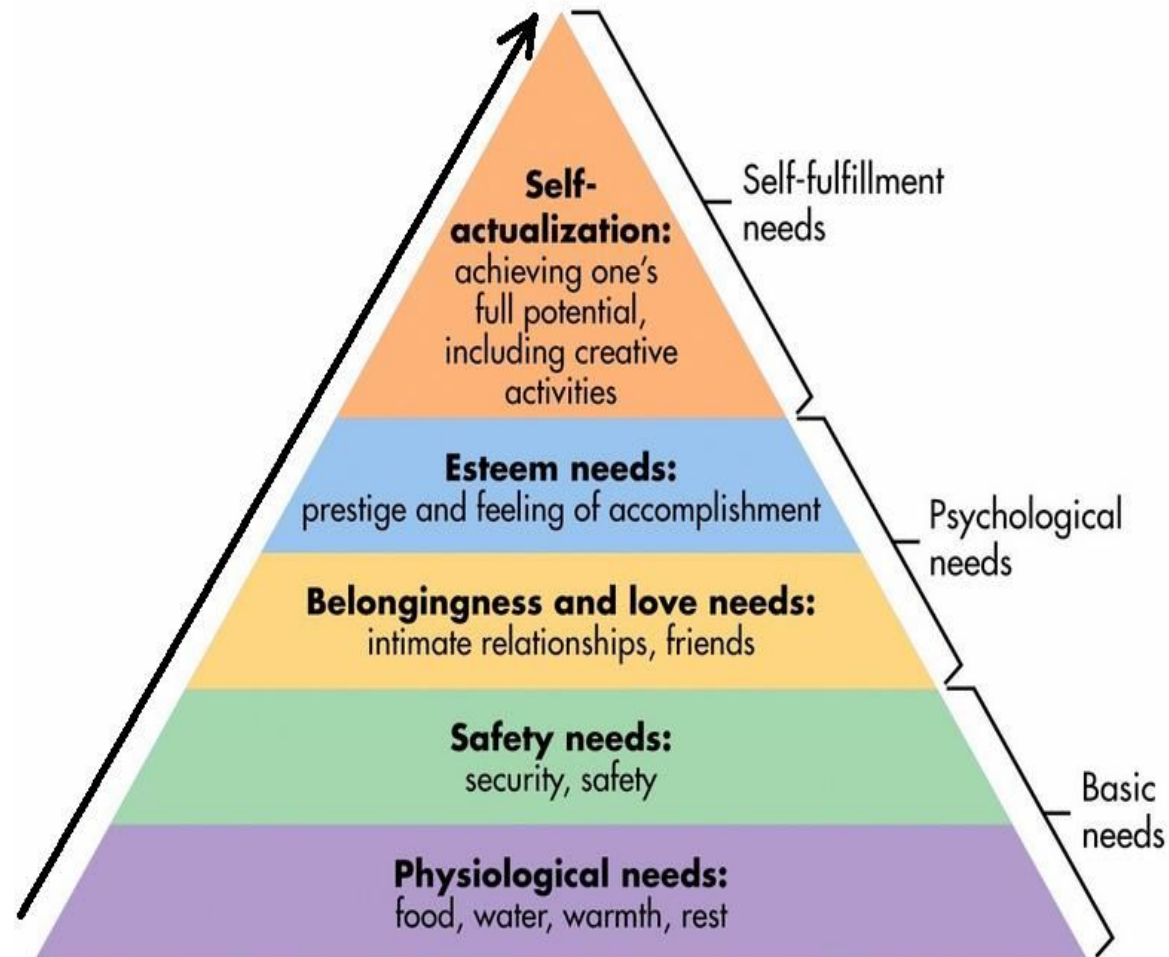 Self-
actualization:
achieving one's
full potential,
including creative
activities
Self-fulfillment
needs
Esteem needs:
prestige and feeling of accomplishment
Psychological
needs
Belongingness and love needs:
intimate relationships, friends
Safety needs:
security, safety
Basic
needs
Physiological needs:
food, water, warmth, rest